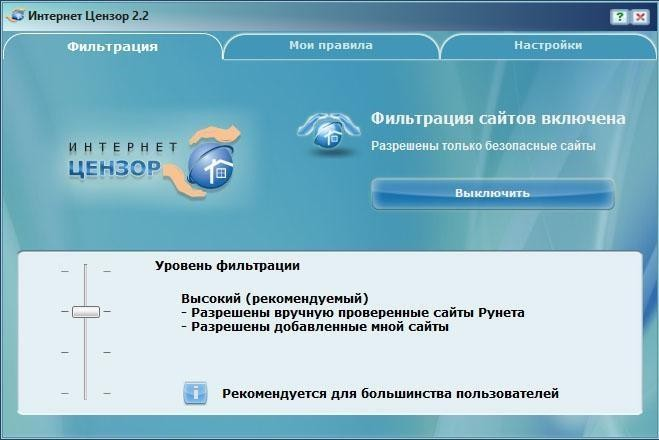 Интернет Цензор 2.2
Фильтрация
Мои правила
Настройки
ИНТЕРНЕТ
ЦЕНЗОР
Фильтрация сайтов включена
Разрешены только безопасные сайты
Выключить
Уровень фильтрации
Высокий (рекомендуемый)
- Разрешены вручную проверенные сайты Рунета
- Разрешены добавленные мной сайты
Рекомендуется для большинства пользователей